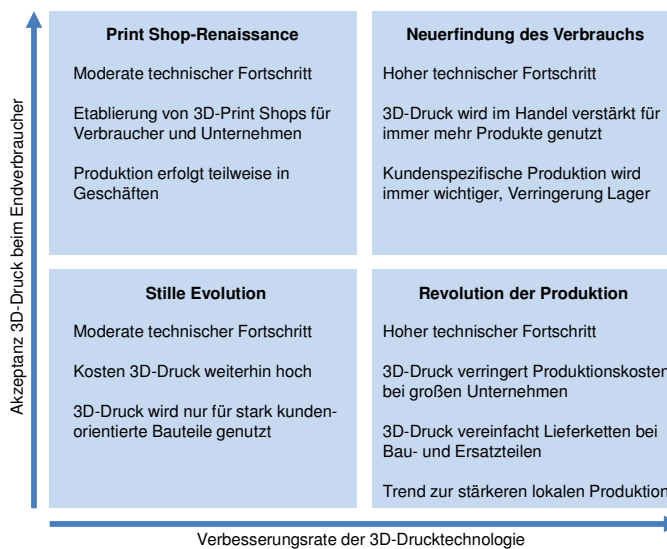 Akzeptanz 3D-Druck beim Endverbraucher
Print Shop-Renaissance
Moderate technischer Fortschritt
Etablierung von 3D-Print Shops für
Verbraucher und Unternehmen
Produktion erfolgt teilweise in
Geschäften
Neuerfindung des Verbrauchs
Hoher technischer Fortschritt
3D-Druck wird im Handel verstärkt für
immer mehr Produkte genutzt
Kundenspezifische Produktion wird
immer wichtiger, Verringerung Lager
Stille Evolution
Moderate technischer Fortschritt
Kosten 3D-Druck weiterhin hoch
3D-Druck wird nur für stark kunden-
orientierte Bauteile genutzt
Revolution der Produktion
Hoher technischer Fortschritt
3D-Druck verringert Produktionskosten
bei großen Unternehmen
3D-Druck vereinfacht Lieferketten bei
Bau- und Ersatzteilen
Trend zur stärkeren lokalen Produktion
Verbesserungsrate der 3D-Drucktechnologie